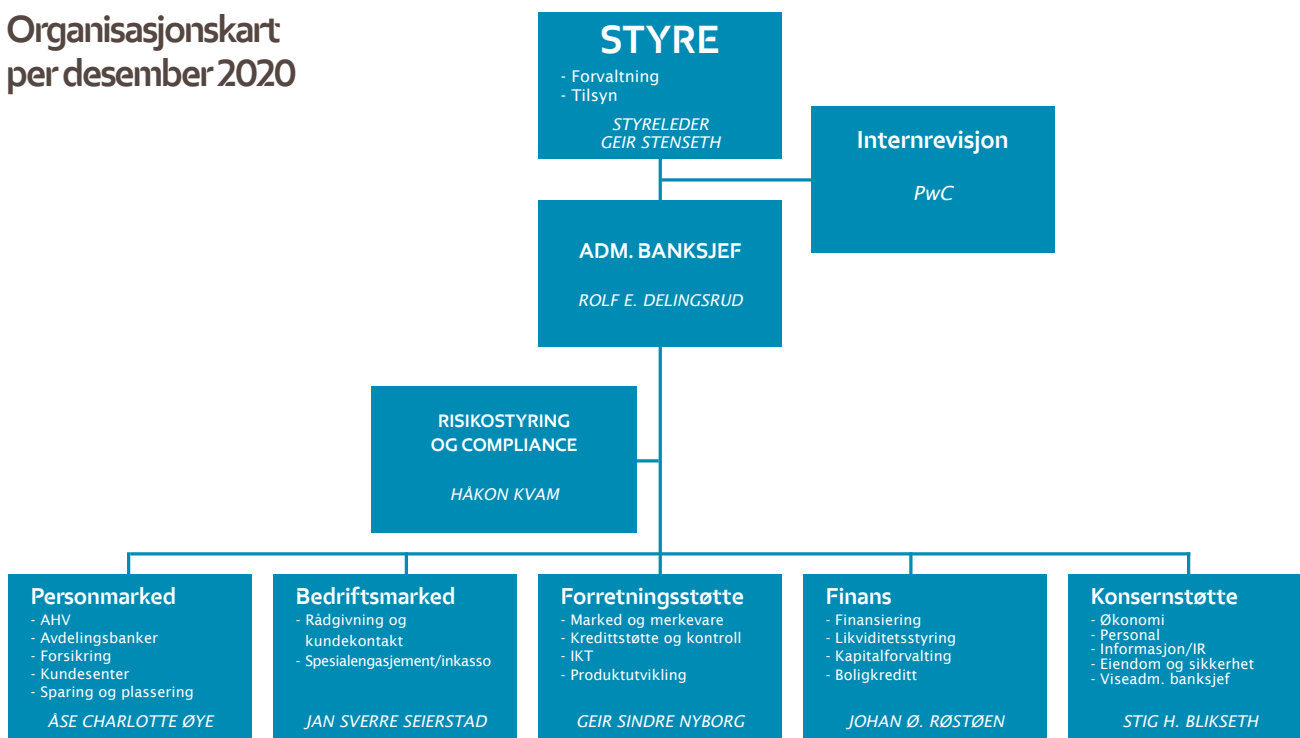 Organisasjonskart
per desember 2020
STYRE
- Forvaltning
- Tilsyn
STYRELEDER
GEIR STENSETH
Internrevisjon
PwC
ADM. BANKSJEF
ROLF E. DELINGSRUD
RISIKOSTYRING
OG COMPLIANCE
HÅKON KVAM
Personmarked
- AHV
- Avdelingsbanker
- Forsikring
- Kundesenter
- Sparing og plassering
ÅSE CHARLOTTE ØYE
Bedriftsmarked
- Rådgivning og
kundekontakt
- Spesialengasjement/inkasso
JAN SVERRE SEIERSTAD
Forretningsstøtte
- Marked og merkevare
- Kredittstøtte og kontroll
- IKT
- Produktutvikling
GEIR SINDRE NYBORG
Finans
- Finansiering
- Likviditetsstyring
- Kapitalforvalting
- Boligkreditt
JOHAN Ø. RØSTØEN
Konsernstøtte
- Økonomi
- Personal
- Informasjon/IR
- Eiendom og sikkerhet
- Viseadm. banksjef
STIG H. BLIKSETH